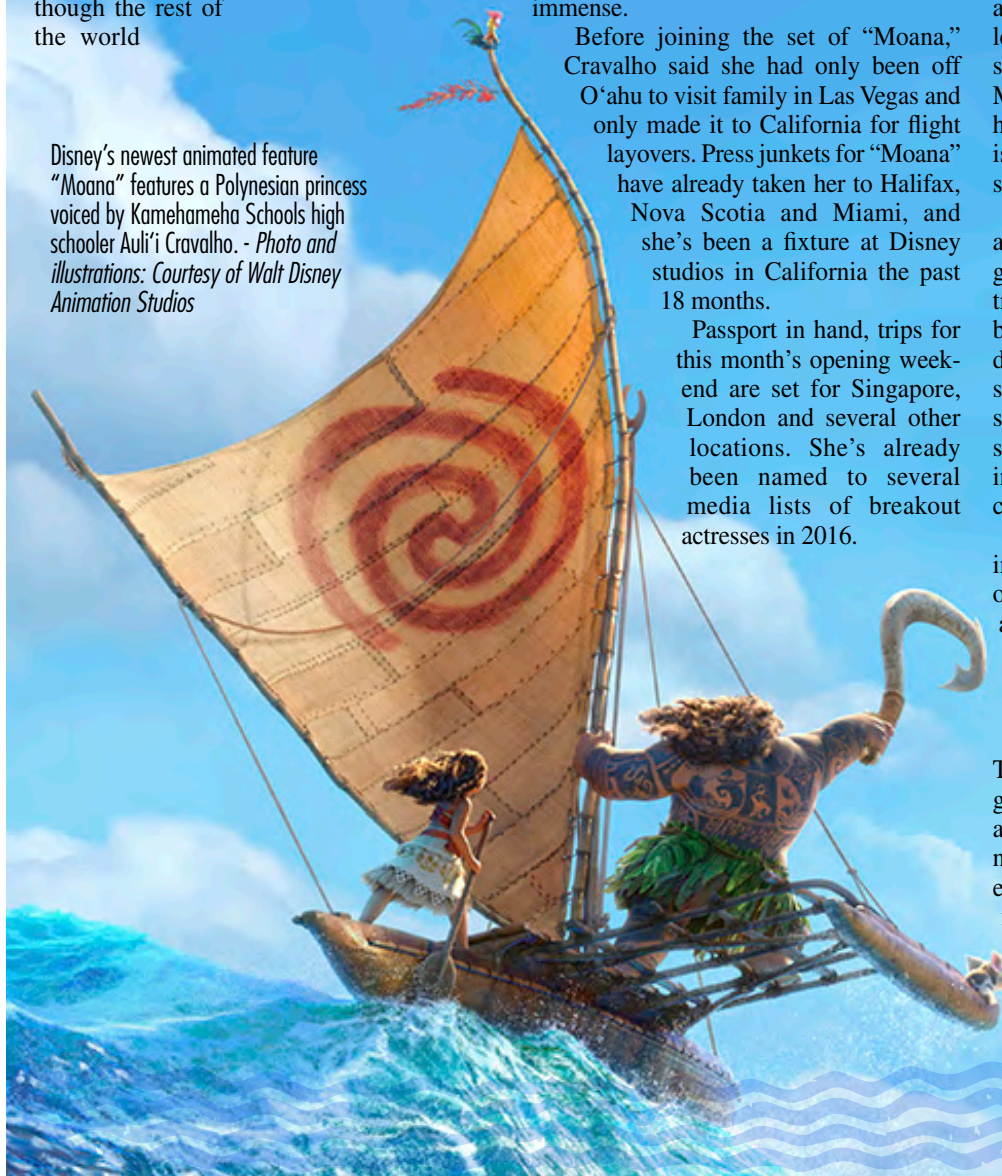 though the rest of
the world
Disney's newest animated feature
“Moana” features a Polynesian princess
voiced by Kamehameha Schools high
schooler Auli‘i Cravalho. - Photo and
illustrations: Courtesy of Walt Disney
Animation Studios
immense.
Before joining the set of “Moana,”
Cravalho said she had only been off
O‘ahu to visit family in Las Vegas and
only made it to California for flight
layovers. Press junkets for “Moana”
have already taken her to Halifax,
Nova Scotia and Miami, and
she’s been a fixture at Disney
studios in California the past
18 months.
Passport in hand, trips for
this month’s opening week-
end are set for Singapore,
London and several other
locations. She’s already
been named to several
media lists of breakout
actresses in 2016.